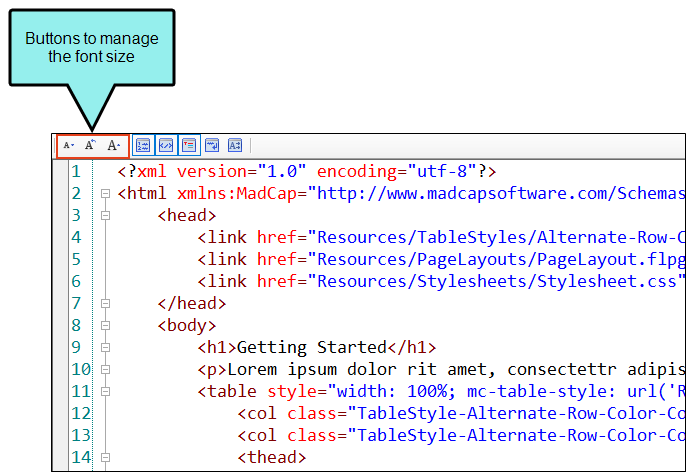 Buttons to manage
the font size
A A A
1 <?xml version="1.0" encoding="utf-8"?>
2 <html xmlns:MadCap="http://www.madcapsoftware.com/Schemas
3 <head>
4 <link href="Resources/TableStyles/Alternate-Row-C
5 <link href="Resources/PageLayouts/PageLayout.flpg
6 <link href="Resources/Stylesheets/Stylesheet.css"
7 </head>
8 <body>
9 <h1>Getting Started</h1>
10 <p>Lorem ipsum dolor rit amet, consectettr adipis
11 <table style="width: 100%; mc-table-style: url('R
12 <col class="TableStyle-Alternate-Row-Color-Co
13 <col class="TableStyle-Alternate-Row-Color-Co
14 <thead>